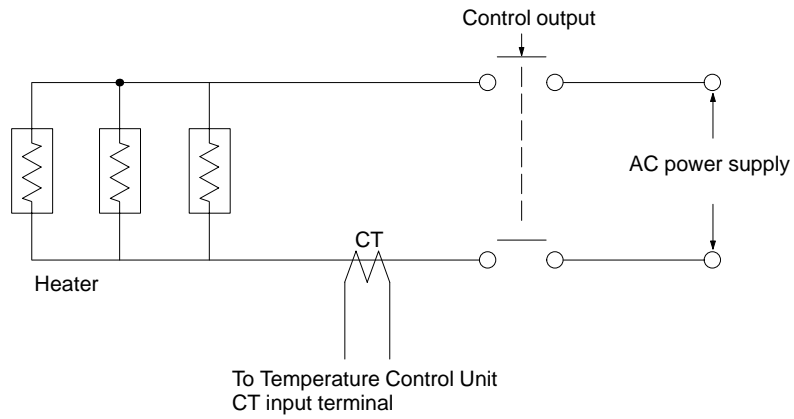 Control output
AC power supply
CT
Heater
To Temperature Control Unit
CT input terminal